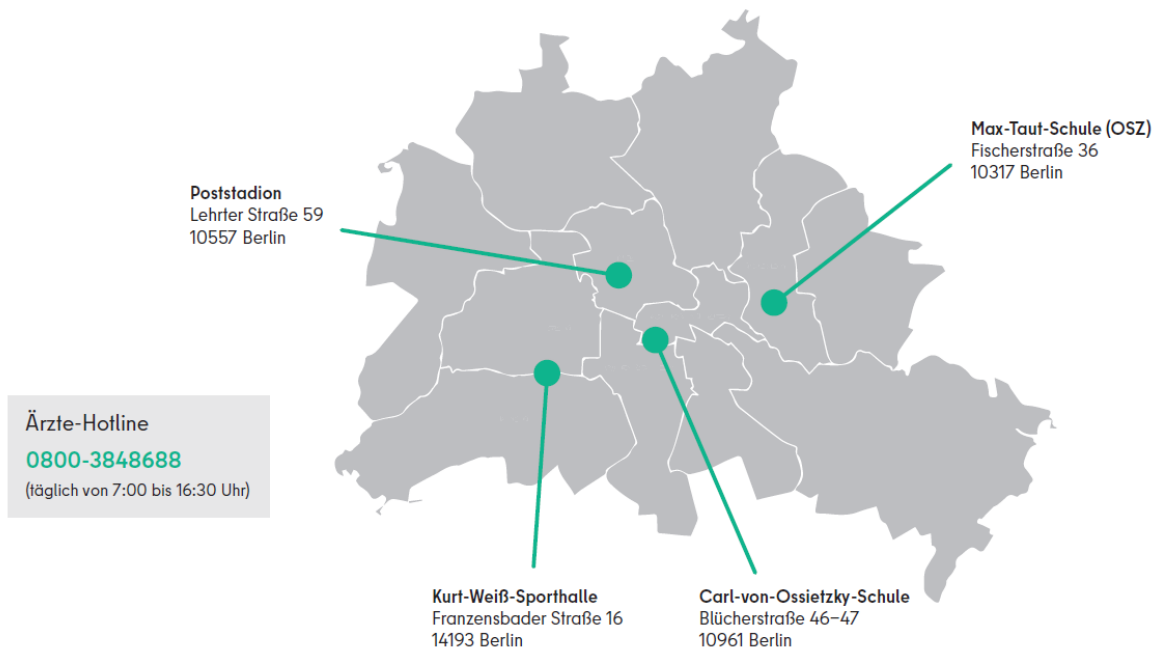 Max-Taut-Schule (OSZ)
Fischerstraße 36
10317 Berlin
Poststadion
Lehrter Straße 59
10557 Berlin
Ärzte-Hotline
0800-3848688
(täglich von 7:00 bis 16:30 Uhr)
Kurt-Weiß-Sporthalle
Franzensbader Straße 16
14193 Berlin
Carl-von-Ossietzky-Schule
Blücherstraße 46–47
10961 Berlin